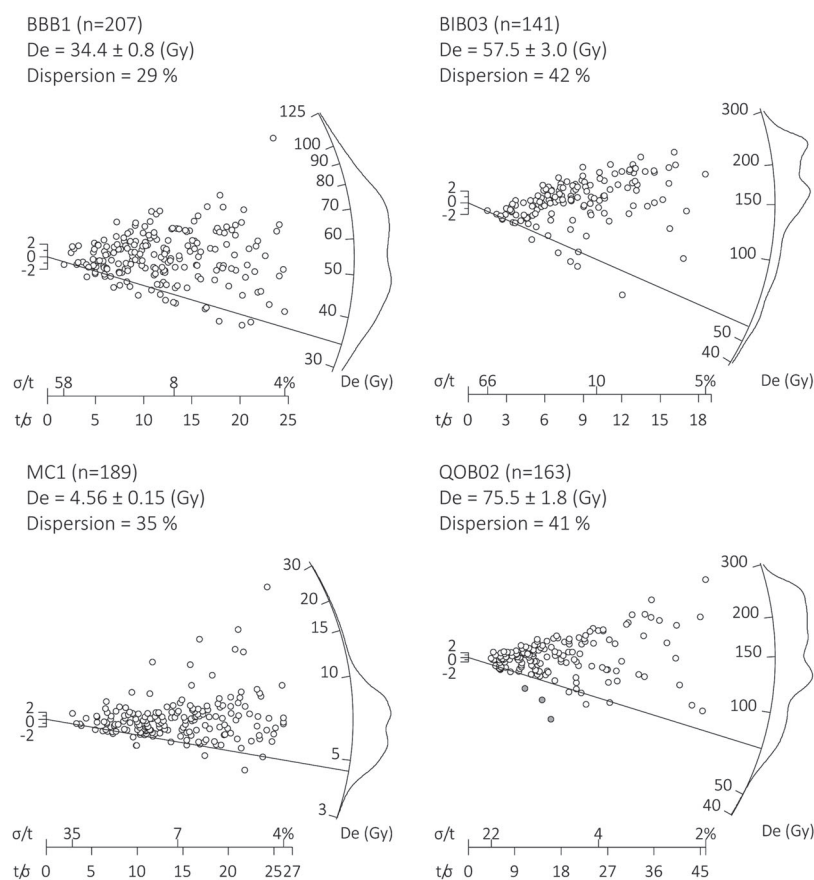 BBB1 (n=207)
De = 34.4 ± 0.8 (Gy)
Dispersion = 29 %
125
100
90
80
70
60
50
40
30
2
0
-2
σ/t 58 8 4% De (Gy)
t/σ 0 5 10 15 20 25
BIB03 (n=141)
De = 57.5 ± 3.0 (Gy)
Dispersion = 42 %
300
200
150
100
50
40
2
0
-2
σ/t 66 10 5% De (Gy)
t/σ 0 3 6 9 12 15 18
MC1 (n=189)
De = 4.56 ± 0.15 (Gy)
Dispersion = 35 %
30
20
15
10
5
3
2
0
-2
σ/t 35 7 4% De (Gy)
t/σ 0 5 10 15 20 25 27
QOB02 (n=163)
De = 75.5 ± 1.8 (Gy)
Dispersion = 41 %
300
200
150
100
50
40
2
0
-2
σ/t 22 4 2% De (Gy)
t/σ 0 9 18 27 36 45